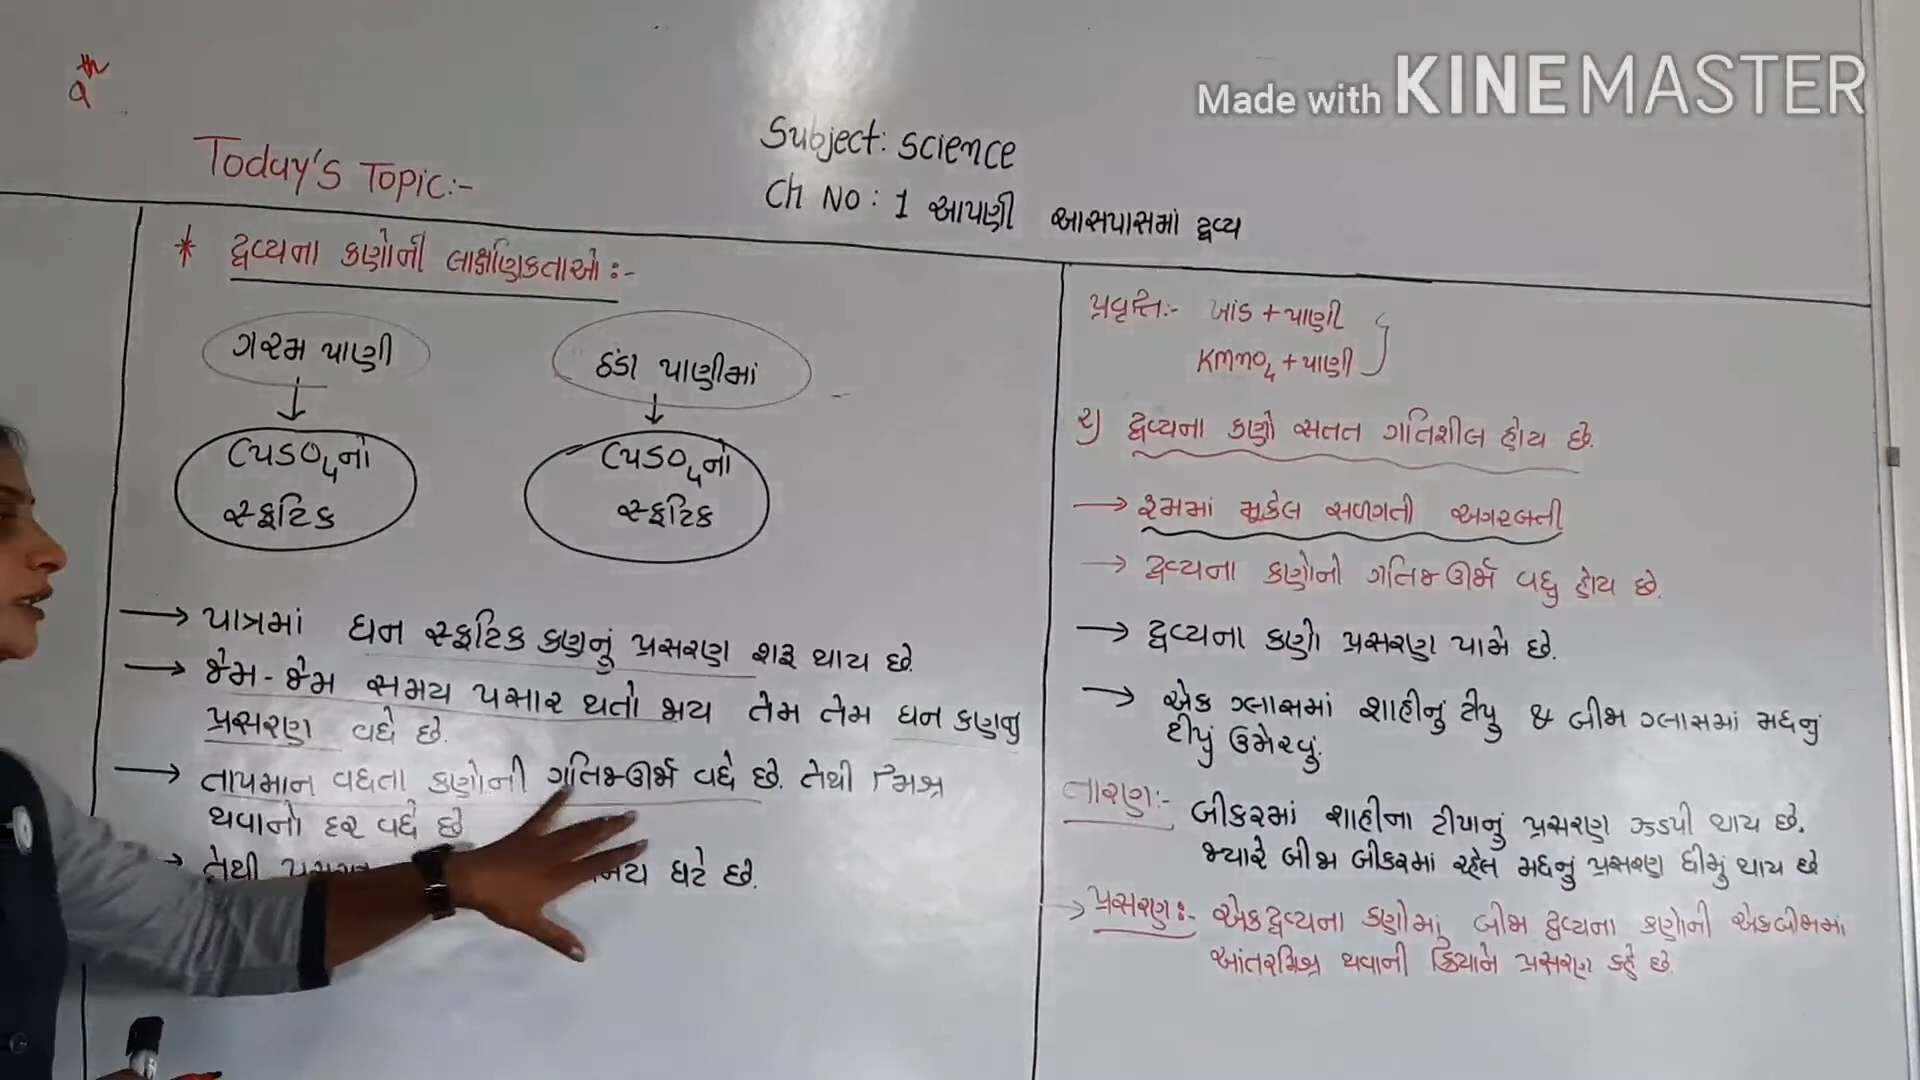 Made with KINEMASTER
9th
Today's Topic:-
Subject: Science
Ch No : 1 આપણી આસપાસમાં દ્રવ્ય
* દ્રવ્યના કણોની લાક્ષણિકતાઓ :-
ગરમ પાણી
ઠંડા પાણીમાં
CuSO4નો
સ્ફટિક
CuSO4નો
સ્ફટિક
→ પાત્રમાં ઘન સ્ફટિક કણનું પ્રસરણ શરૂ થાય છે.
→ જેમ-જેમ સમય પસાર થતો જાય તેમ તેમ ઘન કણનુ
પ્રસરણ વધે છે.
→ તાપમાન વધતા કણોની ગતિજઊર્જા વધે છે. તેથી મિશ્ર
થવાનો દર વધે છે
→ તેથી ઘટે છે.
પ્રવૃત્તિ:- ખાંડ + પાણી
KMnO4 + પાણી
૨) દ્રવ્યના કણો સતત ગતિશીલ હોય છે.
→ રૂમમાં મૂકેલ સળગતી અગરબત્તી
→ દ્રવ્યના કણોની ગતિજઊર્જા વધુ હોય છે.
→ દ્રવ્યના કણો પ્રસરણ પામે છે.
→ એક ગ્લાસમાં શાહીનું ટીપુ & બીજા ગ્લાસમાં મધનું
ટીપું ઉમેરવું.
તારણ:- બીકરમાં શાહીના ટીપાનું પ્રસરણ ઝડપી થાય છે.
જ્યારે બીજા બીકરમાં રહેલ મધનું પ્રસરણ ધીમું થાય છે
→ પ્રસરણ:- એકદ્રવ્યના કણોમાં બીજા દ્રવ્યના કણોની એકબીજામાં
આંતરમિશ્ર થવાની ક્રિયાને પ્રસરણ કહે છે.